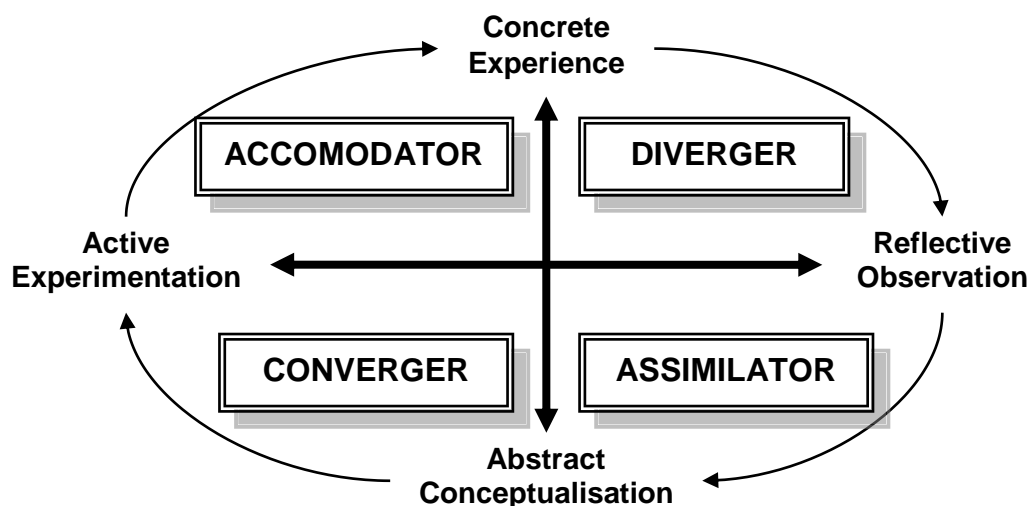 Concrete
Experience
ACCOMODATOR
DIVERGER
Active
Experimentation
Reflective
Observation
CONVERGER
ASSIMILATOR
Abstract
Conceptualisation